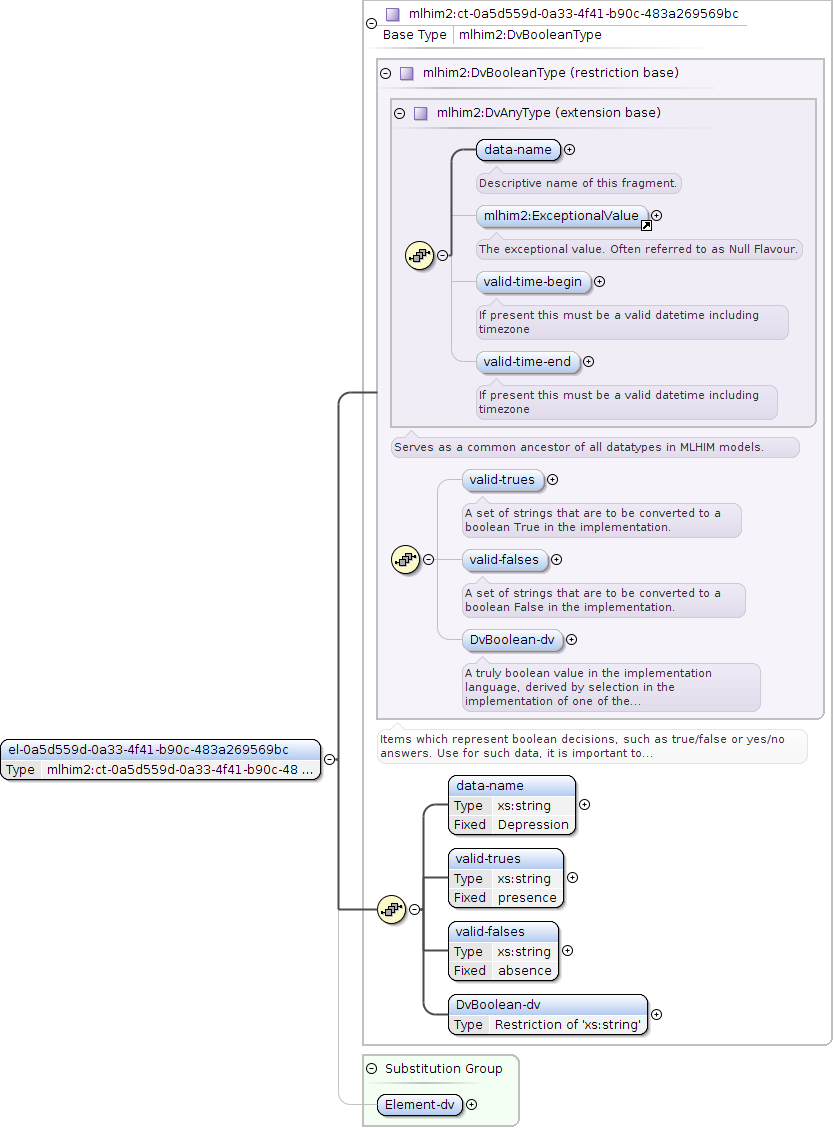 mlhim2:ct-0a5d559d-0a33-4f41-b90c-483a269569bc
Base Type mlhim2:DvBooleanType
mlhim2:DvBooleanType (restriction base)
mlhim2:DvAnyType (extension base)
data-name
Descriptive name of this fragment.
mlhim2:ExceptionalValue
The exceptional value. Often referred to as Null Flavour.
valid-time-begin
If present this must be a valid datetime including
timezone
valid-time-end
If present this must be a valid datetime including
timezone
Serves as a common ancestor of all datatypes in MLHIM models.
valid-trues
A set of strings that are to be converted to a
boolean True in the implementation.
valid-falses
A set of strings that are to be converted to a
boolean False in the implementation.
DvBoolean-dv
A truly boolean value in the implementation
language, derived by selection in the
implementation of one of the...
Items which represent boolean decisions, such as true/false or yes/no
answers. Use for such data, it is important to...
el-0a5d559d-0a33-4f41-b90c-483a269569bc
Type mlhim2:ct-0a5d559d-0a33-4f41-b90c-48 ...
data-name
Type xs:string
Fixed Depression
valid-trues
Type xs:string
Fixed presence
valid-falses
Type xs:string
Fixed absence
DvBoolean-dv
Type Restriction of 'xs:string'
Substitution Group
Element-dv